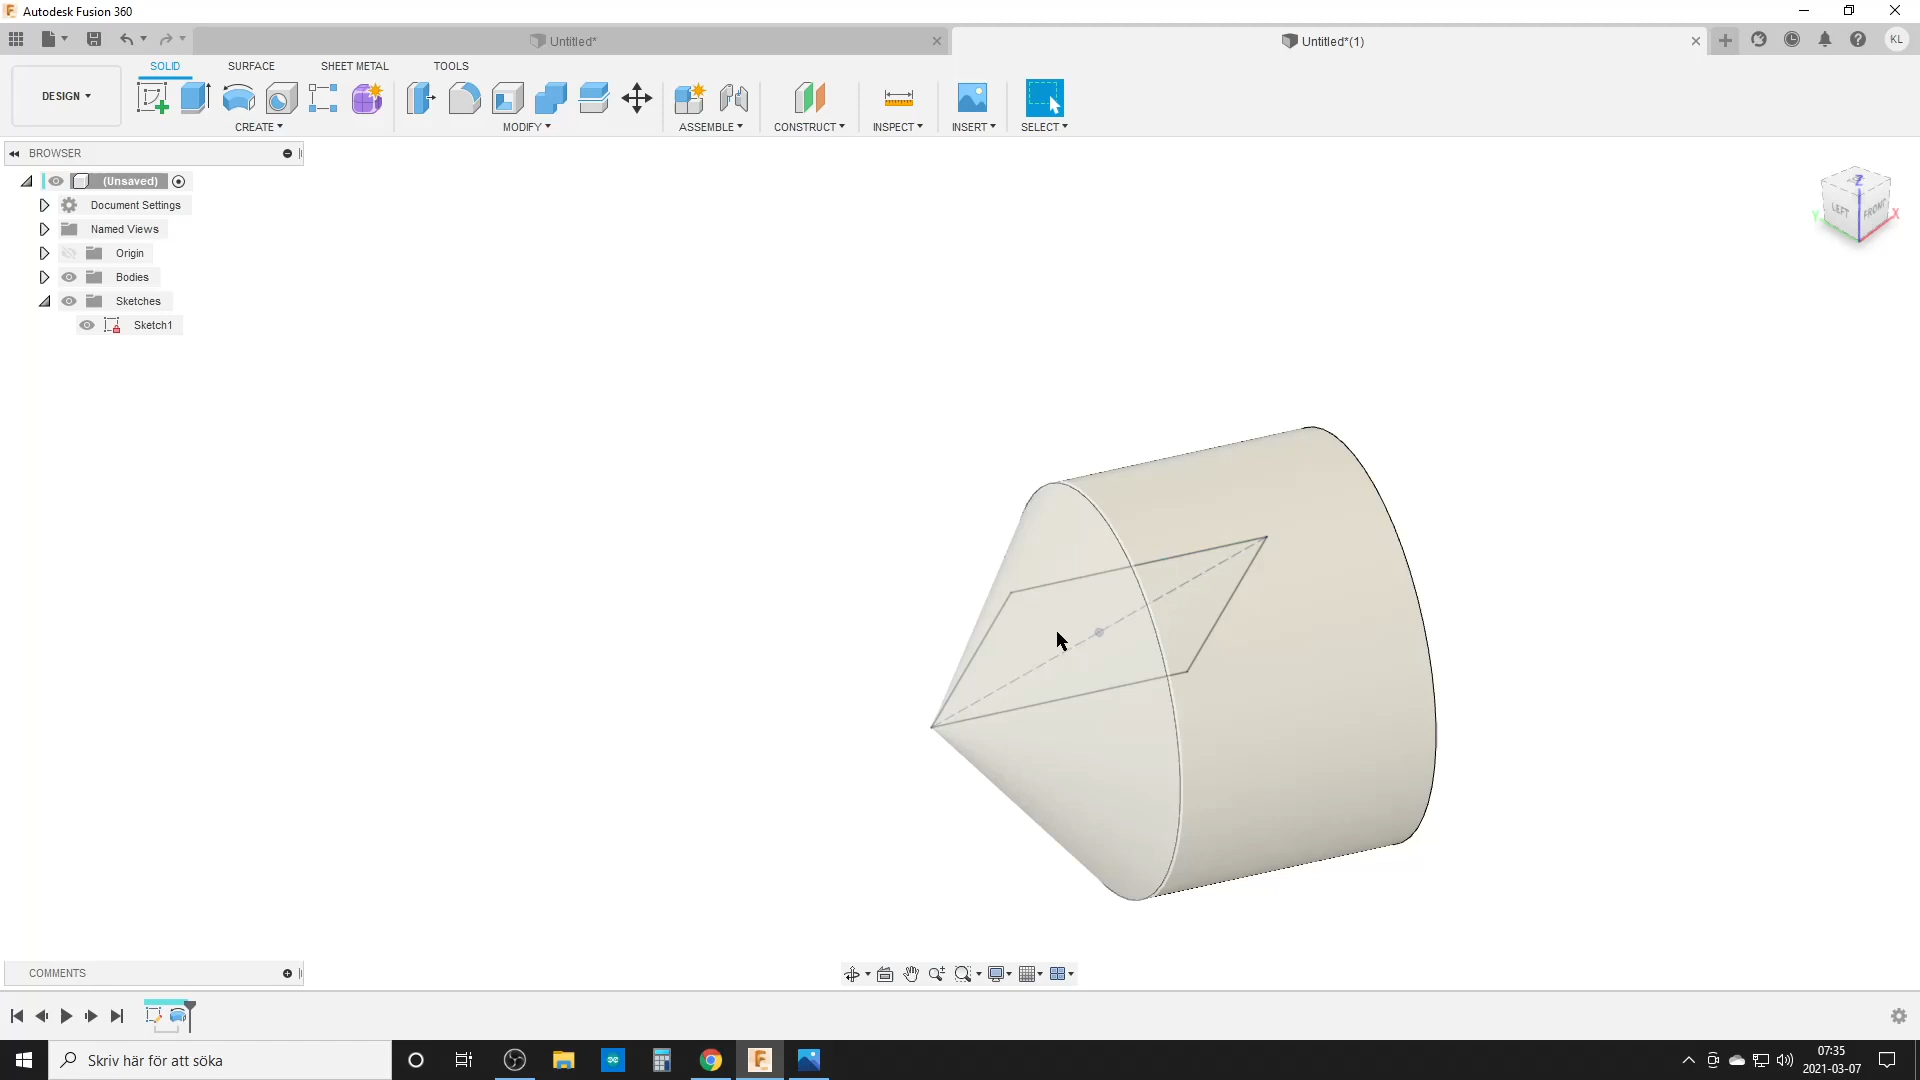 Autodesk Fusion 360
Untitled*
Untitled*(1)
KL
SOLID SURFACE SHEET METAL TOOLS
DESIGN
CREATE MODIFY ASSEMBLE CONSTRUCT INSPECT INSERT SELECT
BROWSER
(Unsaved)
Document Settings
Named Views
Origin
Bodies
Sketches
Sketch1
Z
LEFT FRONT
Y X
COMMENTS
Skriv här för att söka
07:35
2021-03-07